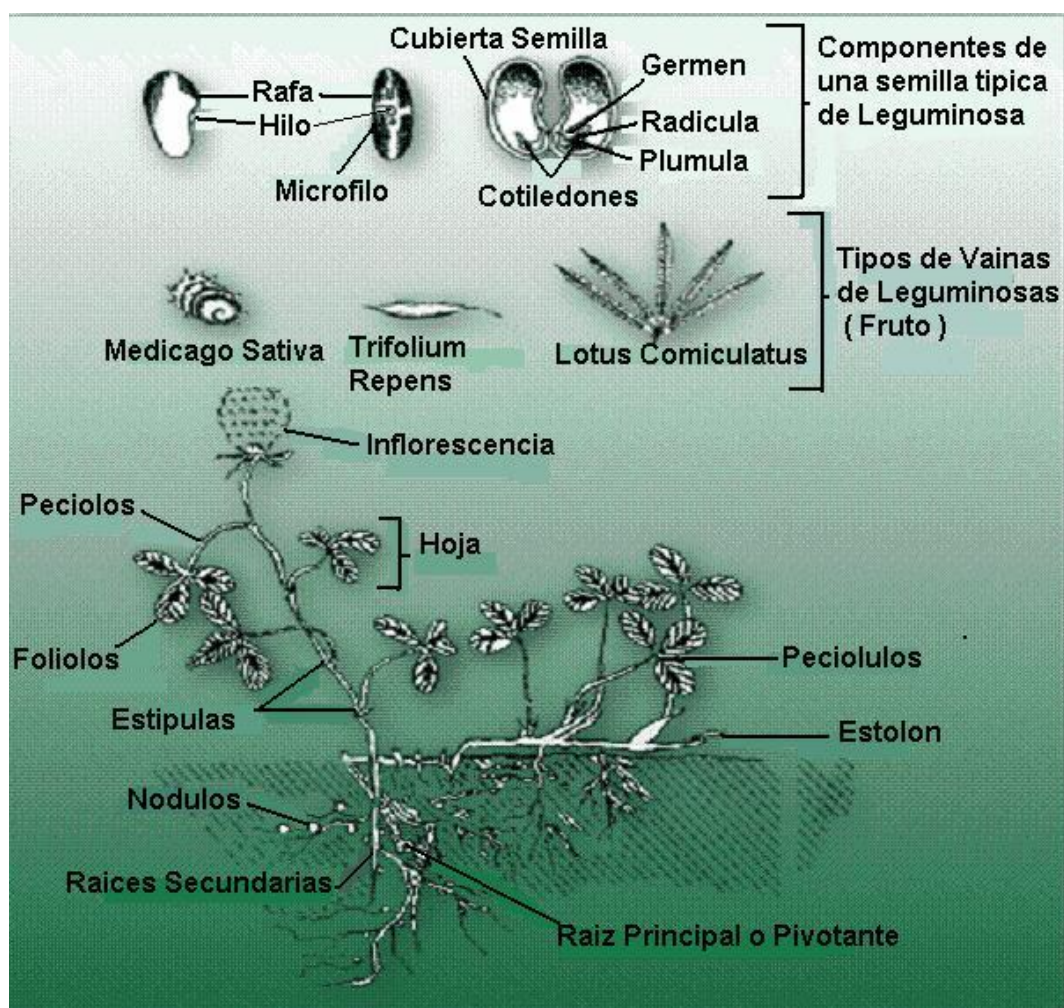 Cubierta Semilla
Germen
Rafa
Hilo
Radicula
Plumula
Microfilo
Cotiledones
Componentes de
una semilla tipica
de Leguminosa
Tipos de Vainas
de Leguminosas
( Fruto )
Medicago Sativa
Trifolium
Repens
Lotus Comiculatus
Inflorescencia
Peciolos
Hoja
Foliolos
Peciolulos
Estipulas
Estolon
Nodulos
Raices Secundarias
Raiz Principal o Pivotante